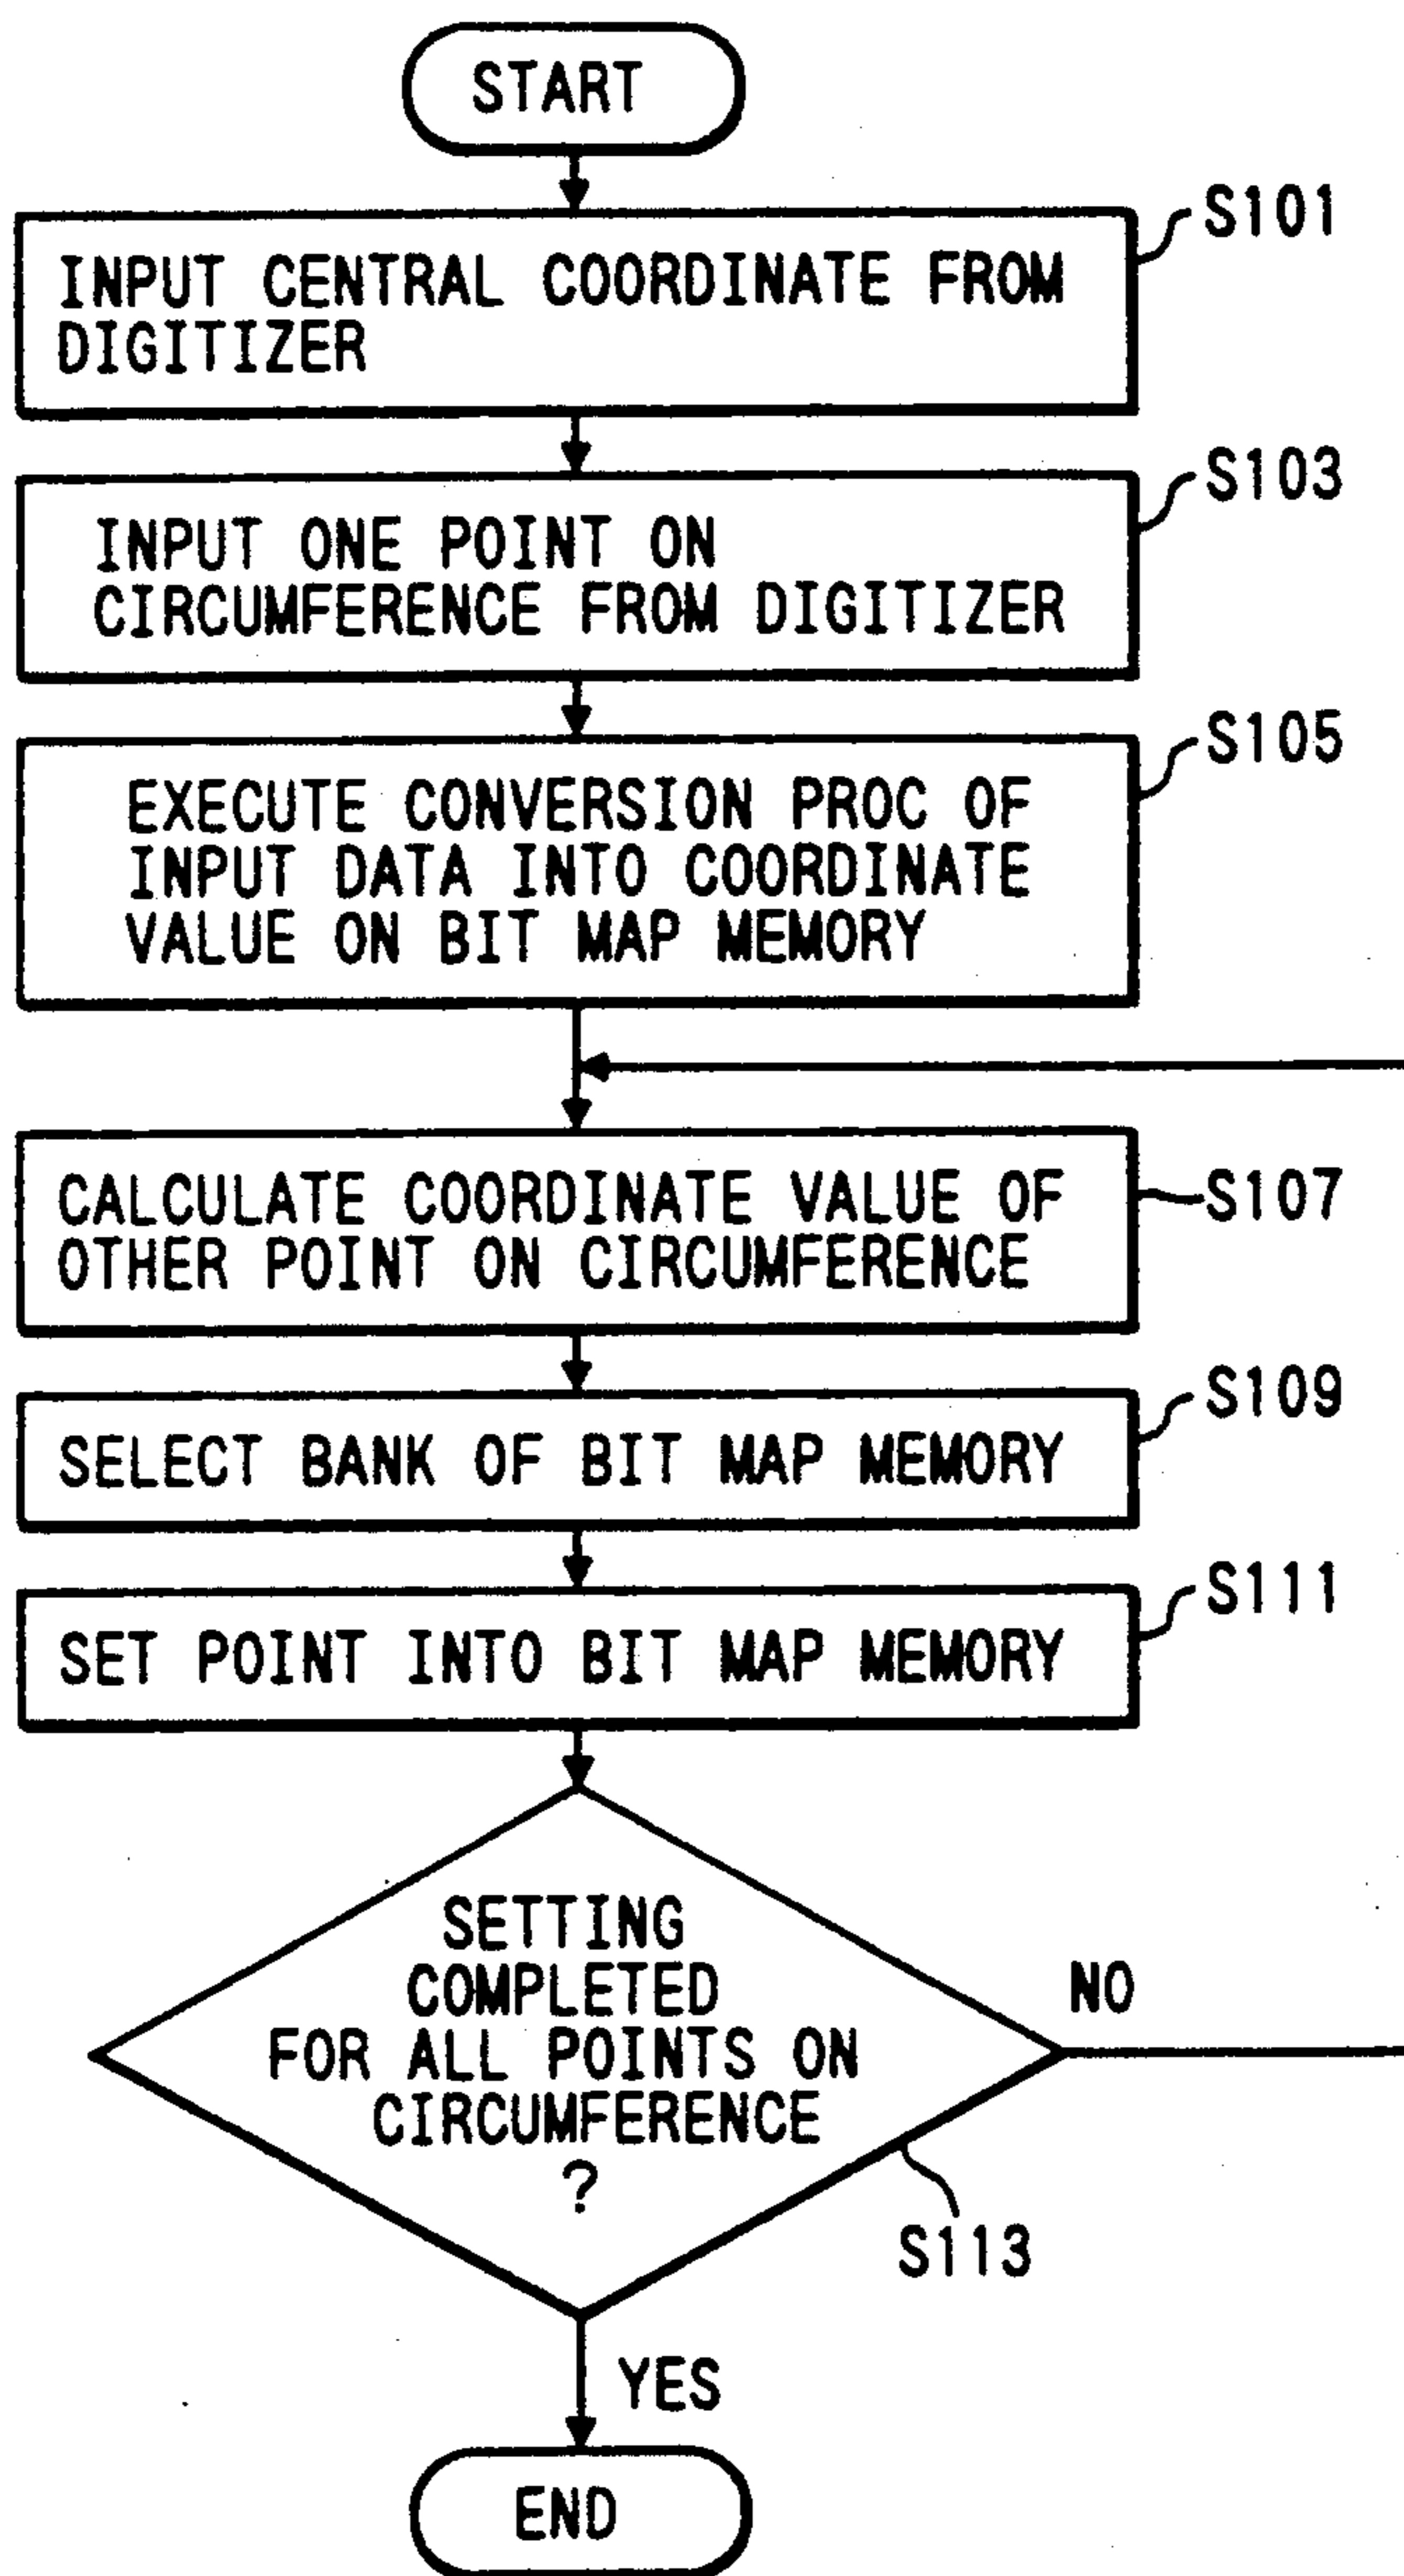 START
S101
INPUT CENTRAL COORDINATE FROM
DIGITIZER
S103
INPUT ONE POINT ON
CIRCUMFERENCE FROM DIGITIZER
S105
EXECUTE CONVERSION PROC OF
INPUT DATA INTO COORDINATE
VALUE ON BIT MAP MEMORY
CALCULATE COORDINATE VALUE OF
S107
OTHER POINT ON CIRCUMFERENCE
S109
SELECT BANK OF BIT MAP MEMORY
S111
SET POINT INTO BIT MAP MEMORY
SETTING
COMPLETED
NO
FOR ALL POINTS ON
CIRCUMFERENCE
?
S113
YES
END